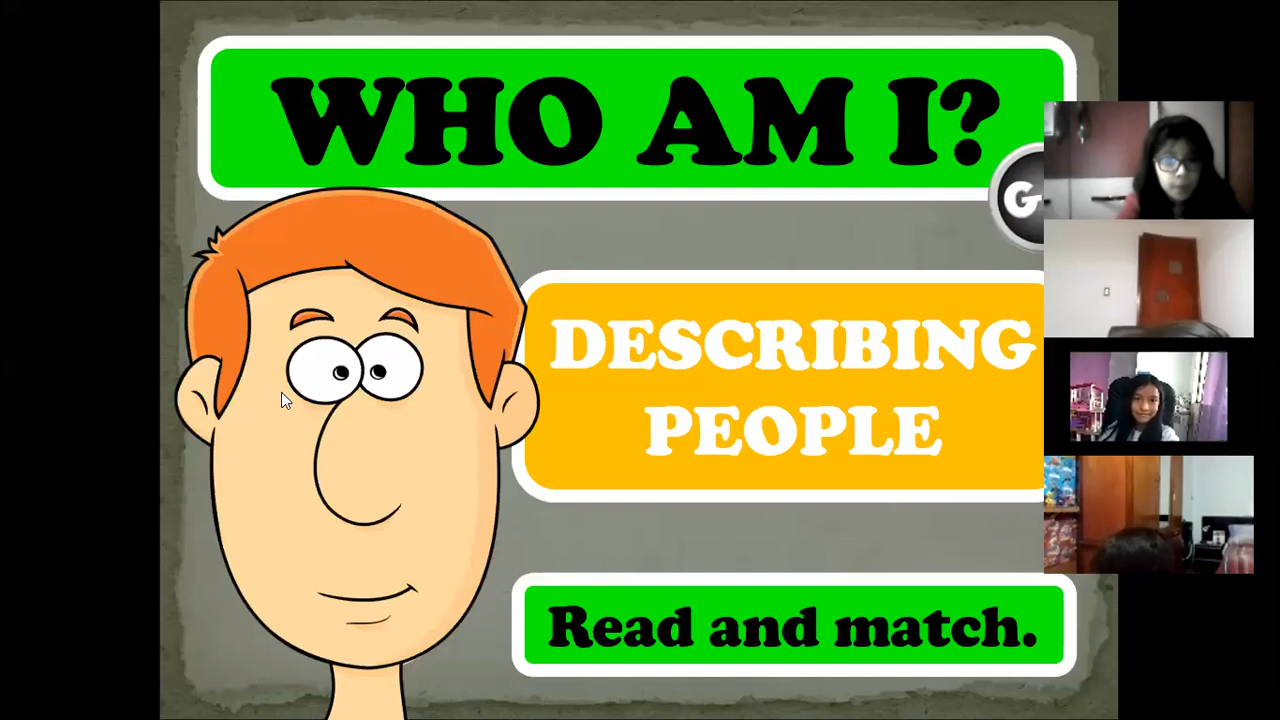 WHO AM I?
G
DESCRIBING
PEOPLE
Read and match.